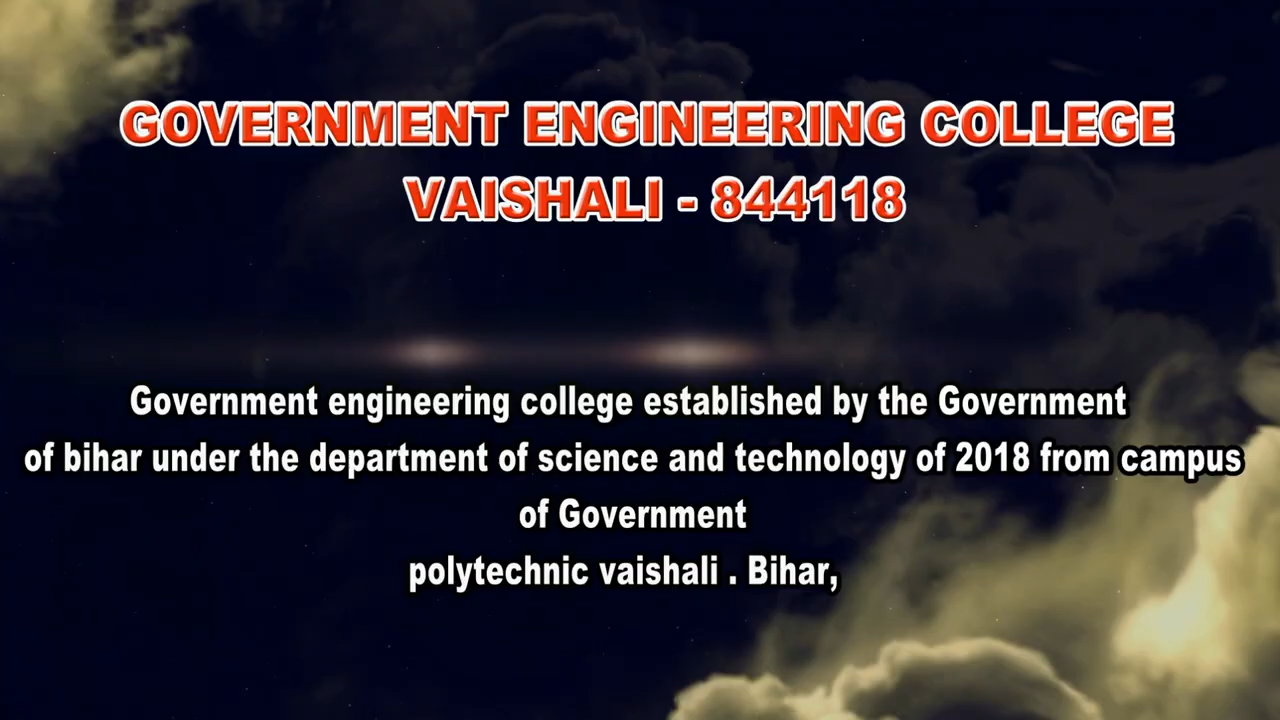 GOVERNMENT ENGINEERING COLLEGE
VAISHALI - 844118
Government engineering college established by the Government
of bihar under the department of science and technology of 2018 from campus
of Government
polytechnic vaishali . Bihar,